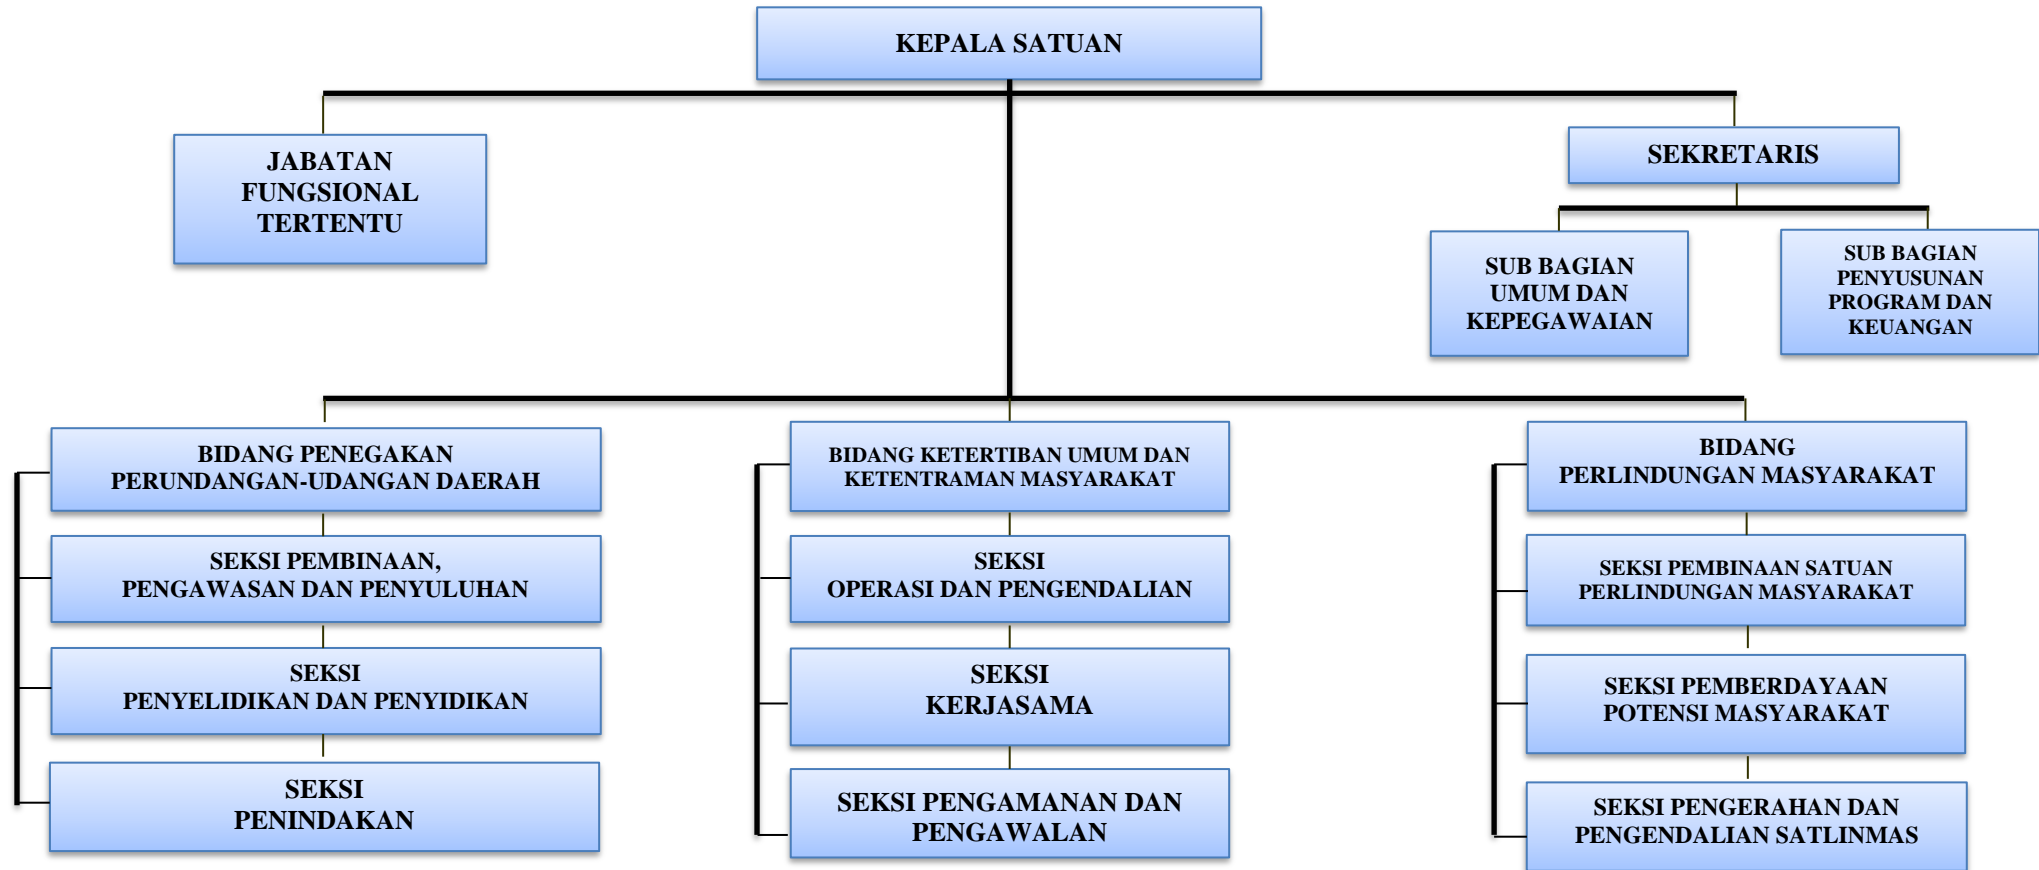 KEPALA SATUAN
JABATAN
FUNGSIONAL
TERTENTU
SEKRETARIS
SUB BAGIAN
UMUM DAN
KEPEGAWAIAN
SUB BAGIAN
PENYUSUNAN
PROGRAM DAN
KEUANGAN
BIDANG PENEGAKAN
PERUNDANGAN-UDANGAN DAERAH
SEKSI PEMBINAAN,
PENGAWASAN DAN PENYULUHAN
SEKSI
PENYELIDIKAN DAN PENYIDIKAN
SEKSI
PENINDAKAN
BIDANG KETERTIBAN UMUM DAN
KETENTRAMAN MASYARAKAT
SEKSI
OPERASI DAN PENGENDALIAN
SEKSI
KERJASAMA
SEKSI PENGAMANAN DAN
PENGAWALAN
BIDANG
PERLINDUNGAN MASYARAKAT
SEKSI PEMBINAAN SATUAN
PERLINDUNGAN MASYARAKAT
SEKSI PEMBERDAYAAN
POTENSI MASYARAKAT
SEKSI PENGERAHAN DAN
PENGENDALIAN SATLINMAS